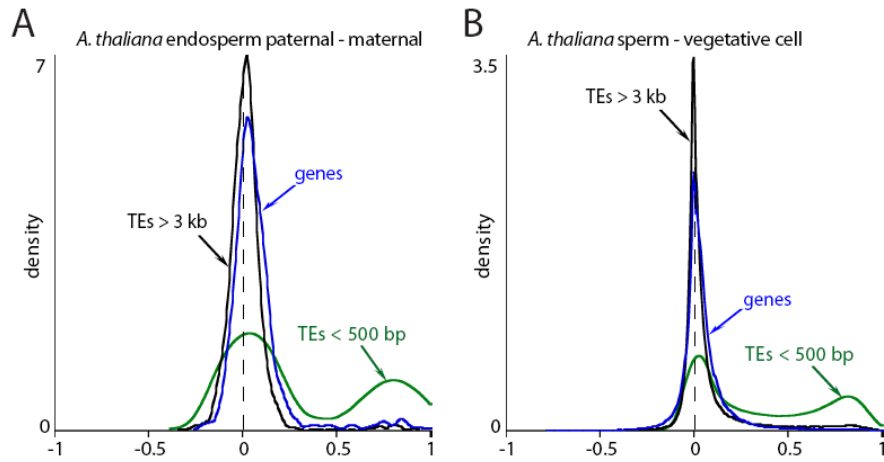 A
A. thaliana endosperm paternal - maternal
7
density
0
TEs > 3 kb
genes
TEs < 500 bp
-1
-0.5
0
0.5
1
B
A. thaliana sperm - vegetative cell
3.5
density
0
TEs > 3 kb
genes
TEs < 500 bp
-1
-0.5
0
0.5
1